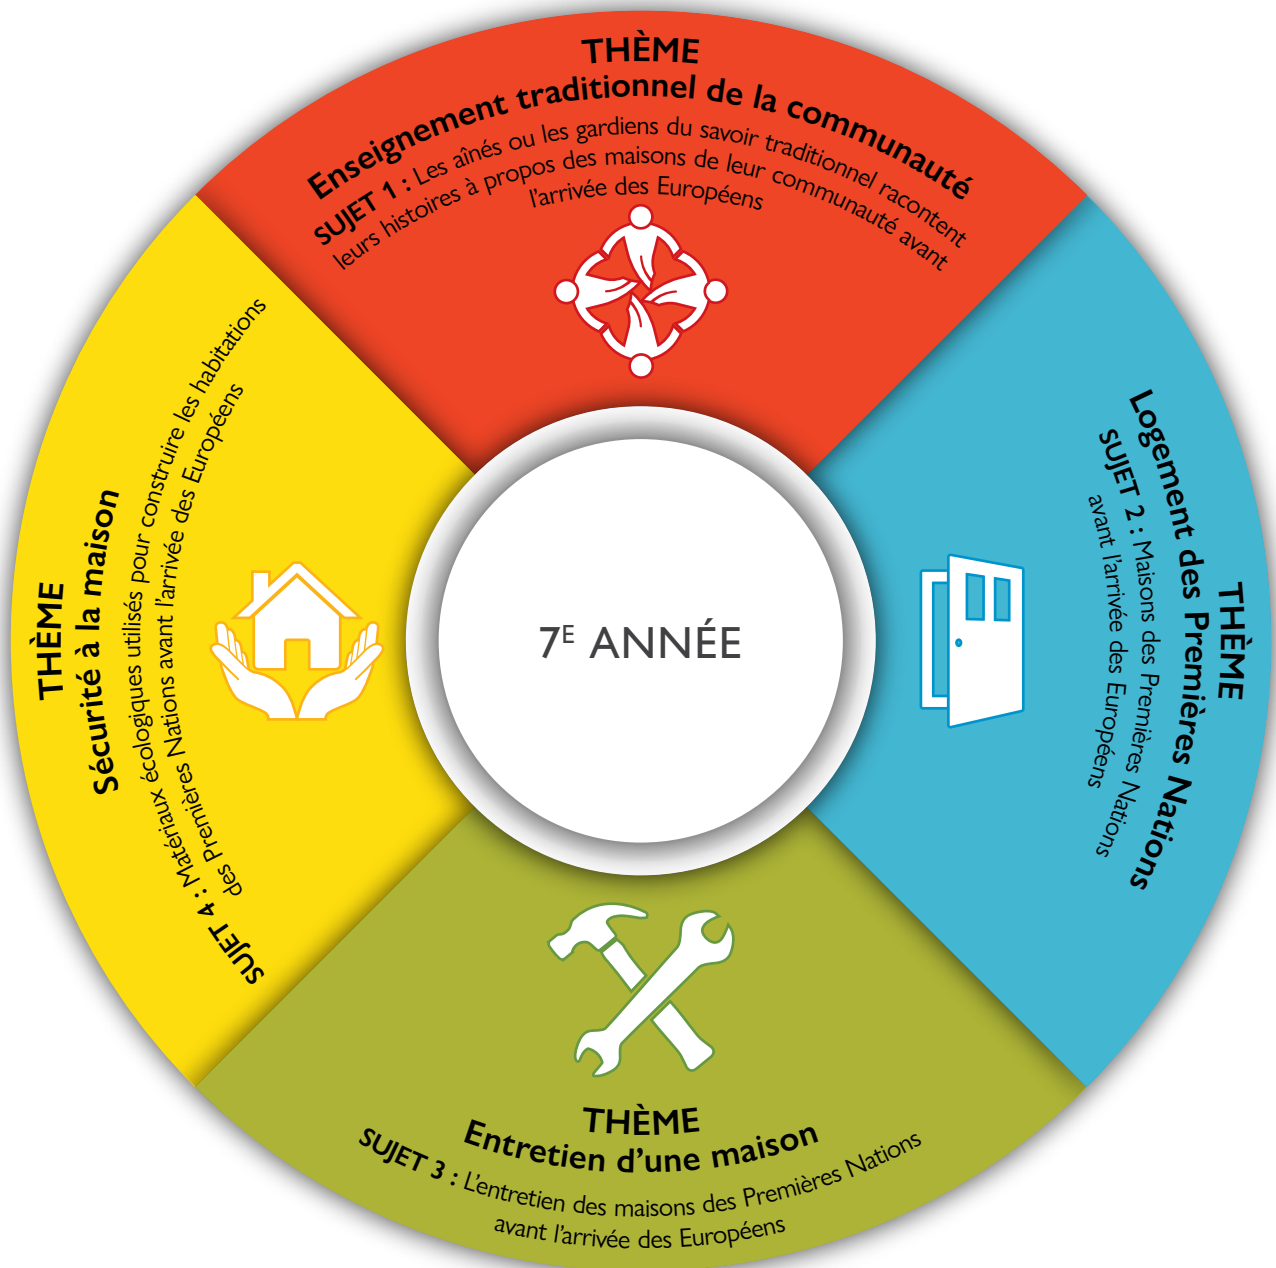 THÈME
Enseignement traditionnel de la communauté
SUJET 1 : Les aînés ou les gardiens du savoir traditionnel racontent
leurs histoires à propos des maisons de leur communauté avant
l'arrivée des Européens
THÈME
Logement des Premières Nations
SUJET 2 : Maisons des Premières Nations
avant l'arrivée des Européens
THÈME
Entretien d'une maison
SUJET 3 : L'entretien des maisons des Premières Nations
avant l'arrivée des Européens
THÈME
Sécurité à la maison
SUJET 4 : Matériaux écologiques utilisés pour construire les habitations
des Premières Nations avant l'arrivée des Européens
7E ANNÉE